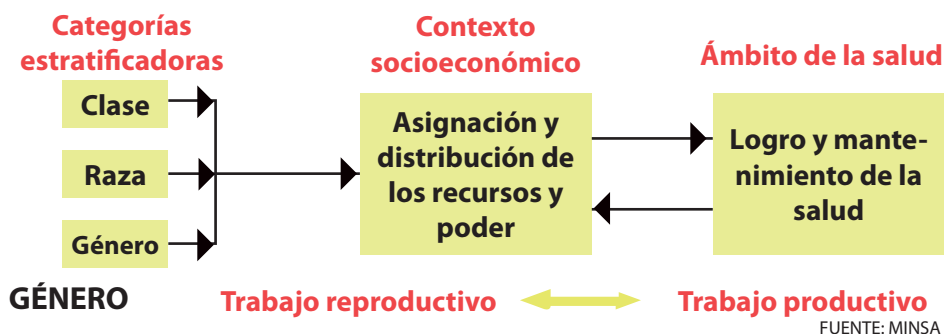 Categorías
estratificadoras
Clase
Raza
Género
Contexto
socioeconómico
Asignación y
distribución de
los recursos y
poder
Ámbito de la salud
Logro y mante-
nimiento de la
salud
GÉNERO
Trabajo reproductivo
Trabajo productivo
FUENTE: MINSA